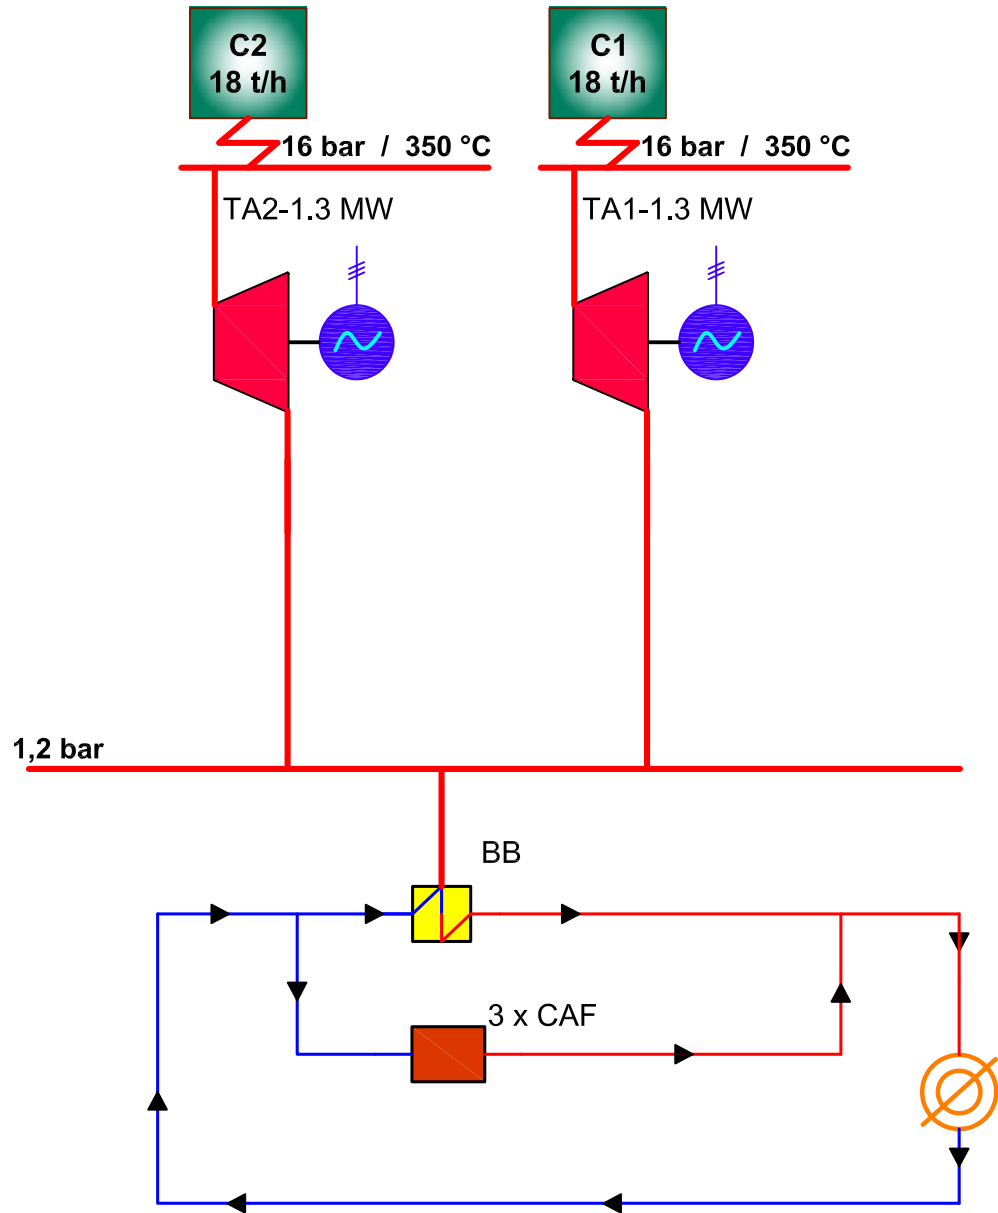 C2
18 t/h
C1
18 t/h
16 bar / 350 °C
16 bar / 350 °C
TA2-1.3 MW
TA1-1.3 MW
1,2 bar
BB
3 x CAF